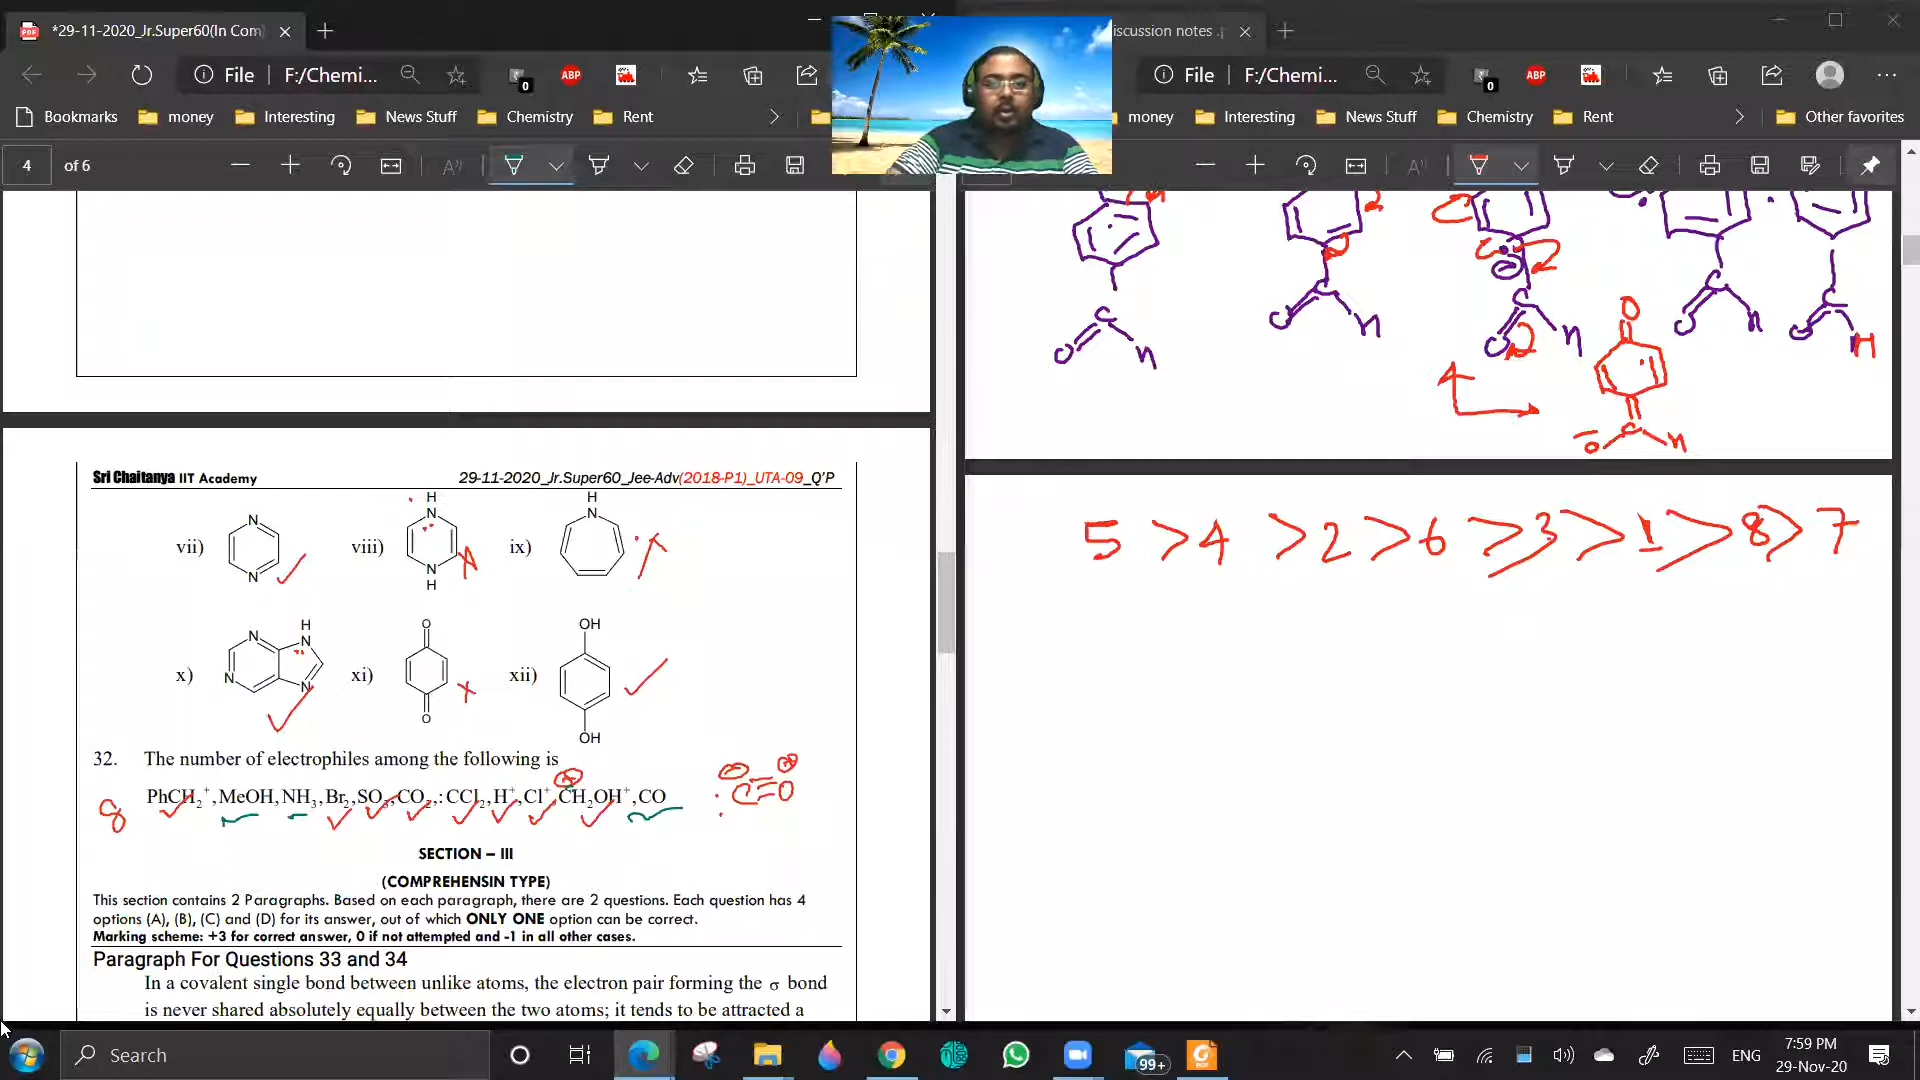 *29-11-2020_Jr.Super60(In Com
iscussion notes .p
File F:/Chemi...
ABP
0
File F:/Chemi...
0
ABP
Bookmarks money Interesting News Stuff Chemistry Rent
money Interesting News Stuff Chemistry Rent Other favorites
4 of 6
Sri Chaitanya IIT Academy 29-11-2020_Jr.Super60_Jee-Adv(2018-P1)_UTA-09_Q'P
vii) N N viii) H N N H ix) H N
x) N N H N N xi) O O xii) OH OH
32. The number of electrophiles among the following is
8 PhCH2+, MeOH, NH3, Br2, SO3, CO2, :CCl2, H+, Cl+, CH2OH+, CO
C=O
SECTION – III
(COMPREHENSIN TYPE)
This section contains 2 Paragraphs. Based on each paragraph, there are 2 questions. Each question has 4
options (A), (B), (C) and (D) for its answer, out of which ONLY ONE option can be correct.
Marking scheme: +3 for correct answer, 0 if not attempted and -1 in all other cases.
Paragraph For Questions 33 and 34
In a covalent single bond between unlike atoms, the electron pair forming the σ bond
is never shared absolutely equally between the two atoms; it tends to be attracted a
5 > 4 > 2 > 6 > 3 > 1 > 8 > 7
Search
99+
ENG
7:59 PM
29-Nov-20